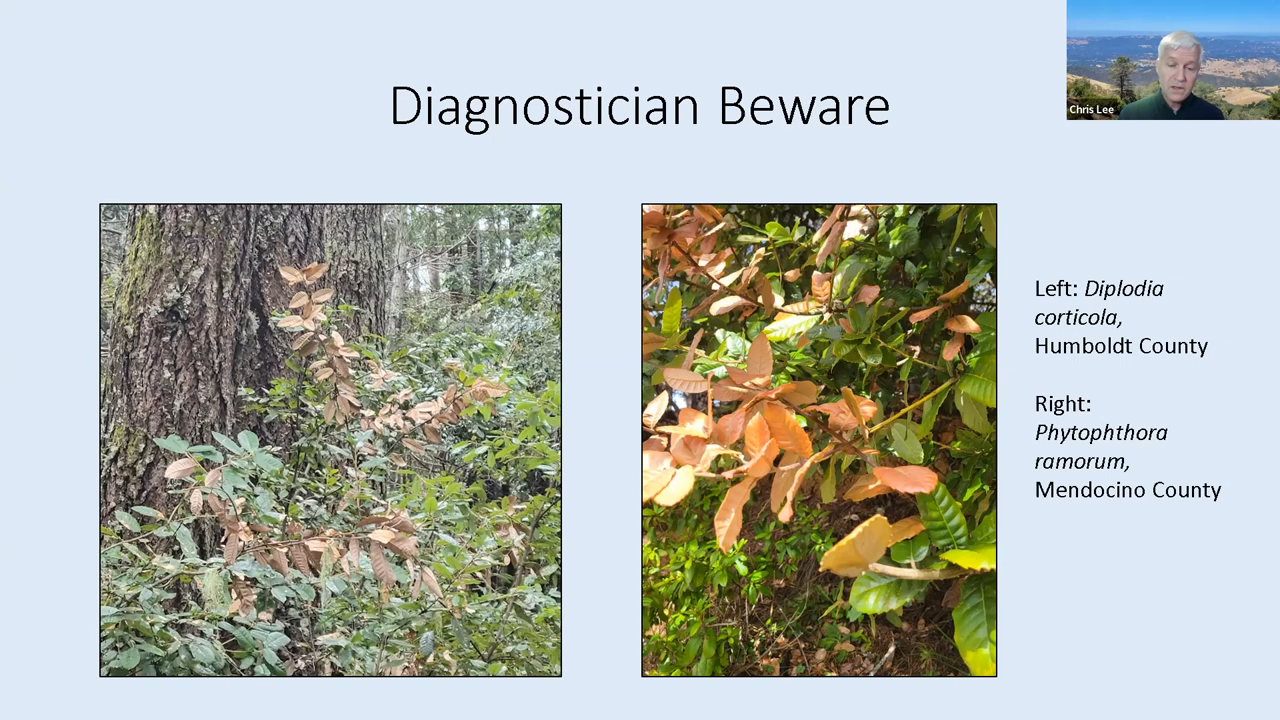 Diagnostician Beware
Chris Lee
Left: Diplodia
corticola,
Humboldt County
Right:
Phytophthora
ramorum,
Mendocino County